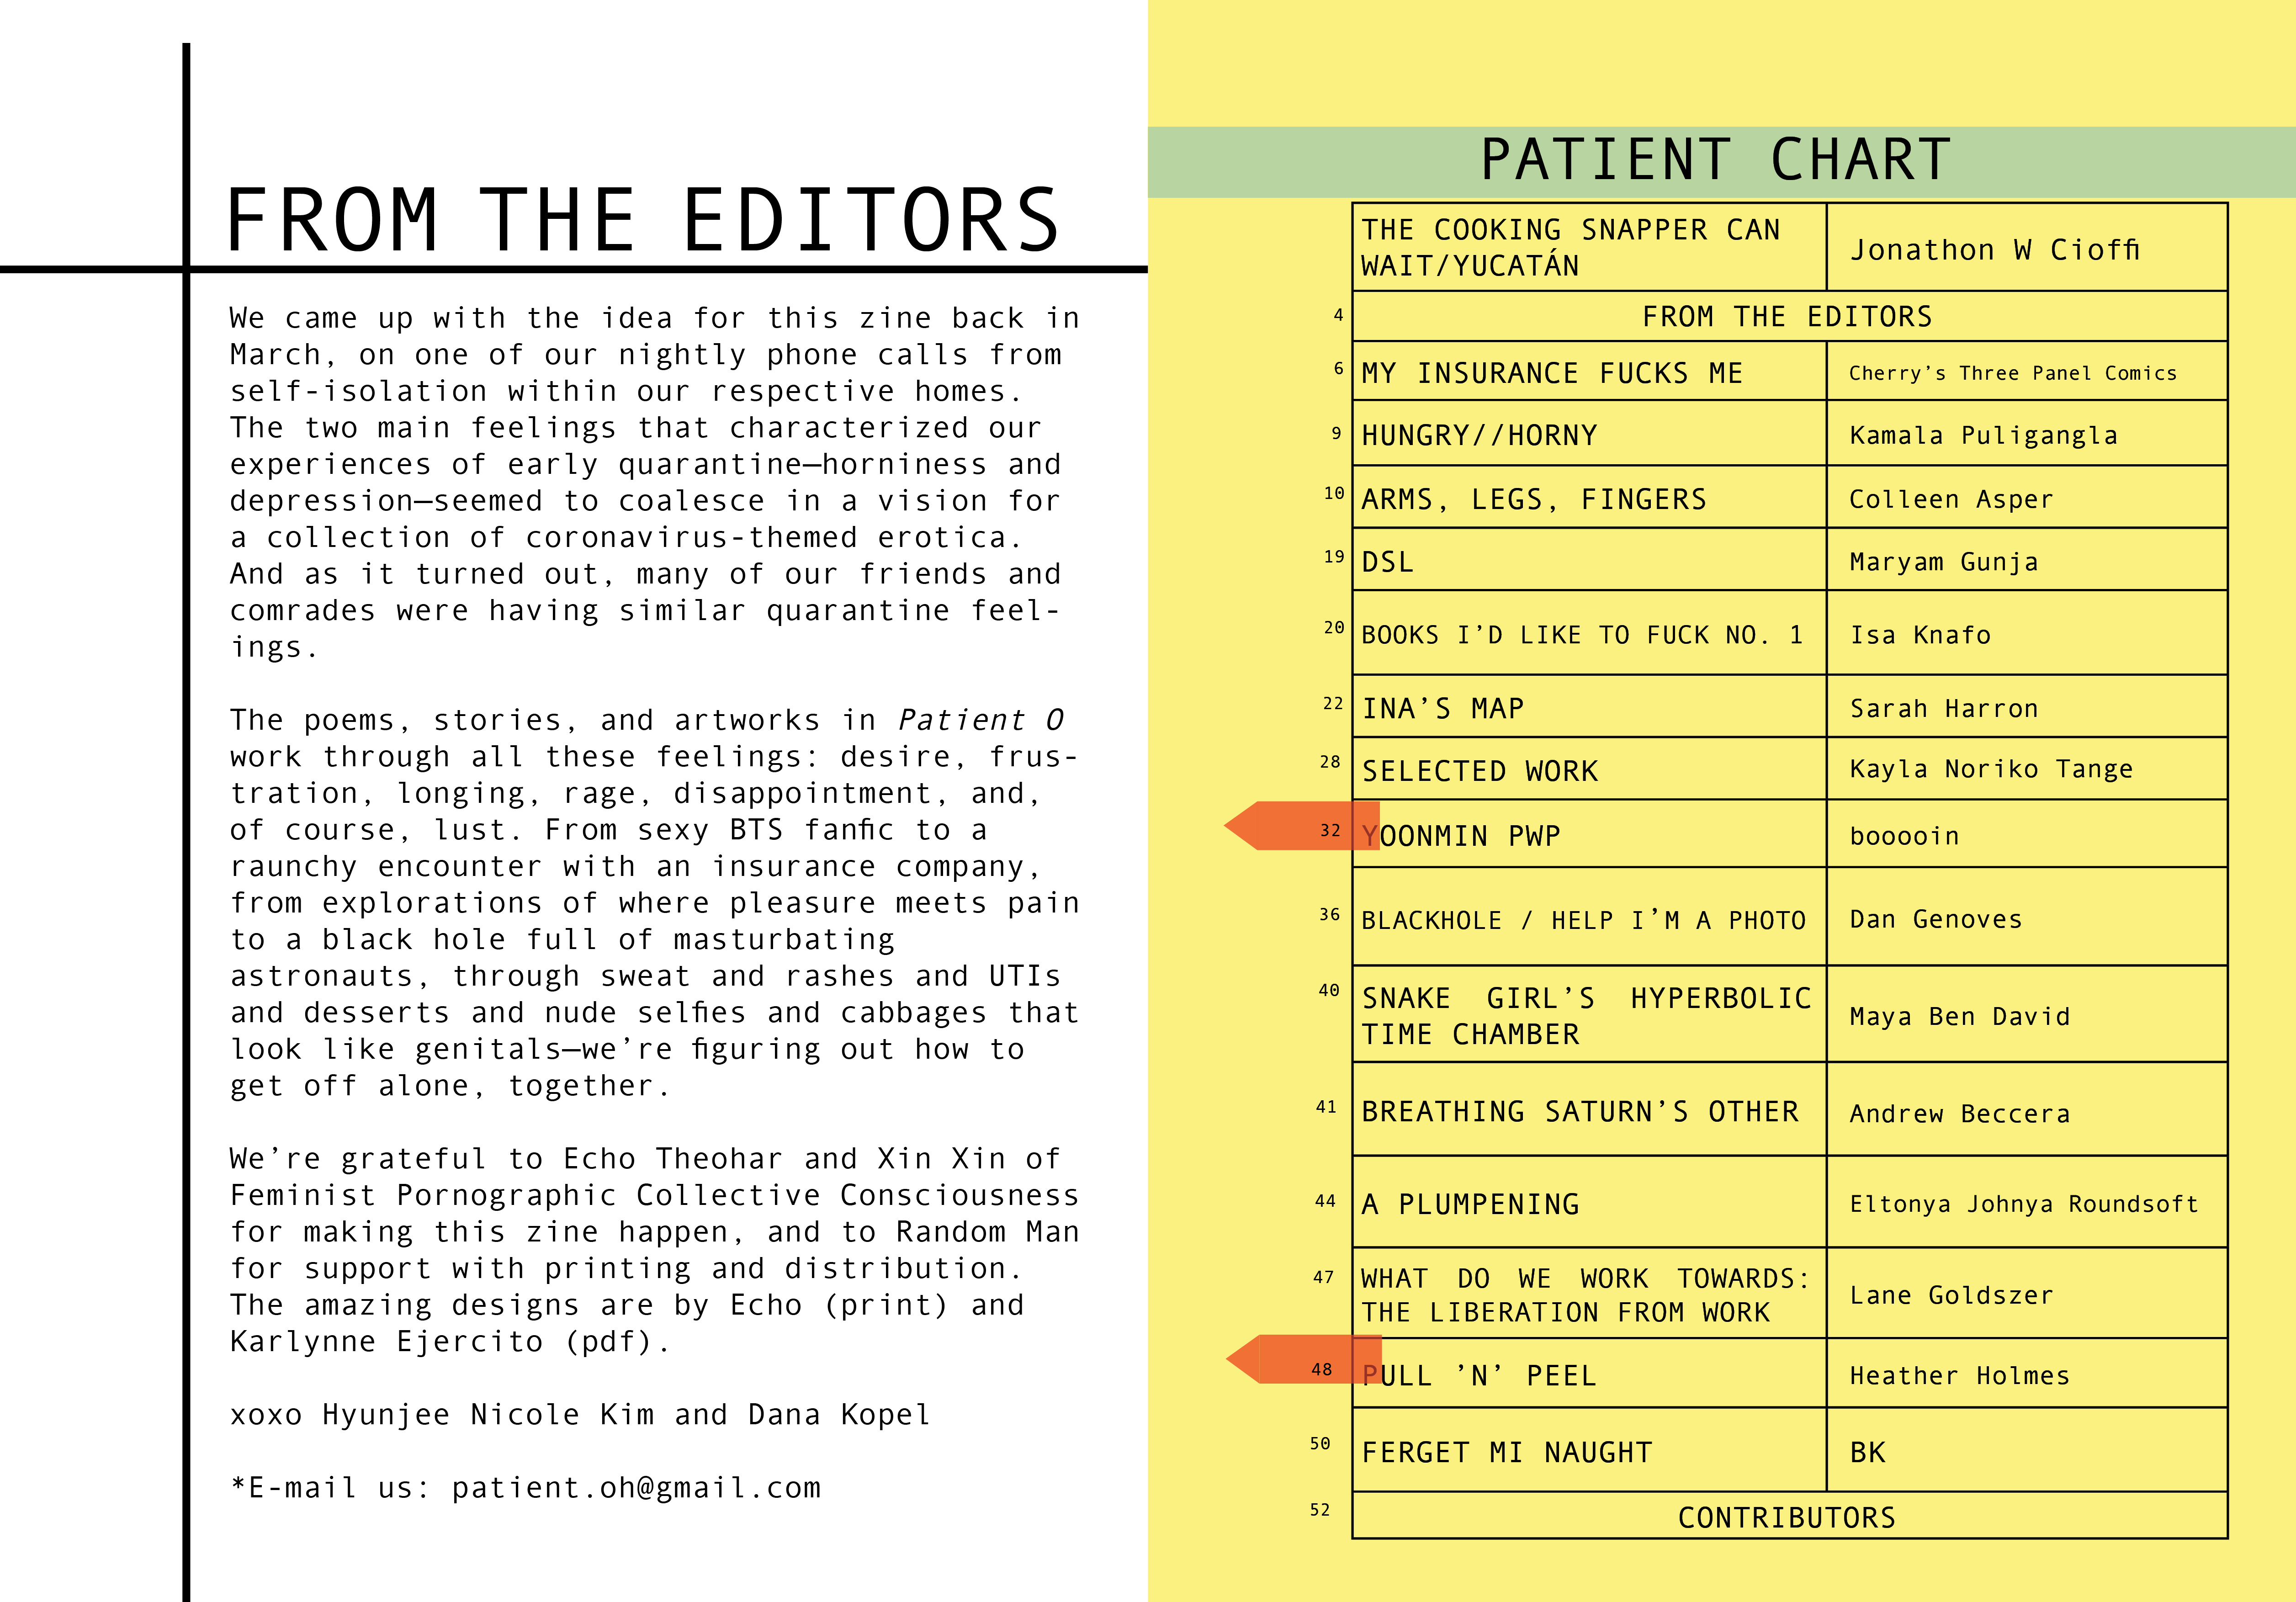 FROM THE EDITORS
We came up with the idea for this zine back in
March, on one of our nightly phone calls from
self-isolation within our respective homes.
The two main feelings that characterized our
experiences of early quarantine—horniness and
depression—seemed to coalesce in a vision for
a collection of coronavirus-themed erotica.
And as it turned out, many of our friends and
comrades were having similar quarantine feel-
ings.
The poems, stories, and artworks in Patient O
work through all these feelings: desire, frus-
tration, longing, rage, disappointment, and,
of course, lust. From sexy BTS fanfic to a
raunchy encounter with an insurance company,
from explorations of where pleasure meets pain
to a black hole full of masturbating
astronauts, through sweat and rashes and UTIs
and desserts and nude selfies and cabbages that
look like genitals—we’re figuring out how to
get off alone, together.
We’re grateful to Echo Theohar and Xin Xin of
Feminist Pornographic Collective Consciousness
for making this zine happen, and to Random Man
for support with printing and distribution.
The amazing designs are by Echo (print) and
Karlynne Ejercito (pdf).
xoxo Hyunjee Nicole Kim and Dana Kopel
*E-mail us: patient.oh@gmail.com
PATIENT CHART
THE COOKING SNAPPER CAN
WAIT/YUCATÁN
Jonathon W Cioffi
4 FROM THE EDITORS
6 MY INSURANCE FUCKS ME Cherry’s Three Panel Comics
9 HUNGRY//HORNY Kamala Puligangla
10 ARMS, LEGS, FINGERS Colleen Asper
19 DSL Maryam Gunja
20 BOOKS I’D LIKE TO FUCK NO. 1 Isa Knafo
22 INA’S MAP Sarah Harron
28 SELECTED WORK Kayla Noriko Tange
32 YOONMIN PWP booooin
36 BLACKHOLE / HELP I’M A PHOTO Dan Genoves
40 SNAKE GIRL’S HYPERBOLIC
TIME CHAMBER
Maya Ben David
41 BREATHING SATURN’S OTHER Andrew Beccera
44 A PLUMPENING Eltonya Johnya Roundsoft
47 WHAT DO WE WORK TOWARDS:
THE LIBERATION FROM WORK
Lane Goldszer
48 PULL ’N’ PEEL Heather Holmes
50 FERGET MI NAUGHT BK
52 CONTRIBUTORS